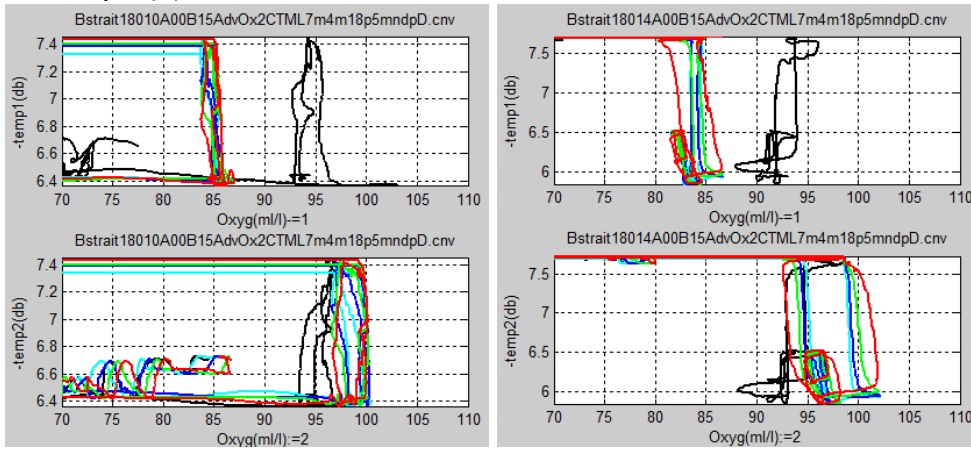 Bstrait18010A00B15AdvOx2CTML7m4m18p5mndpD.cnv
-temp1(db)
7.4
7.2
7
6.8
6.6
6.4
70 75 80 85 90 95 100 105 110
Oxyg(ml/l)-=1
Bstrait18014A00B15AdvOx2CTML7m4m18p5mndpD.cnv
-temp1(db)
7.5
7
6.5
6
70 75 80 85 90 95 100 105 110
Oxyg(ml/l)-=1
Bstrait18010A00B15AdvOx2CTML7m4m18p5mndpD.cnv
-temp2(db)
7.4
7.2
7
6.8
6.6
6.4
70 75 80 85 90 95 100 105 110
Oxyg(ml/l):=2
Bstrait18014A00B15AdvOx2CTML7m4m18p5mndpD.cnv
-temp2(db)
7.5
7
6.5
6
70 75 80 85 90 95 100 105 110
Oxyg(ml/l):=2